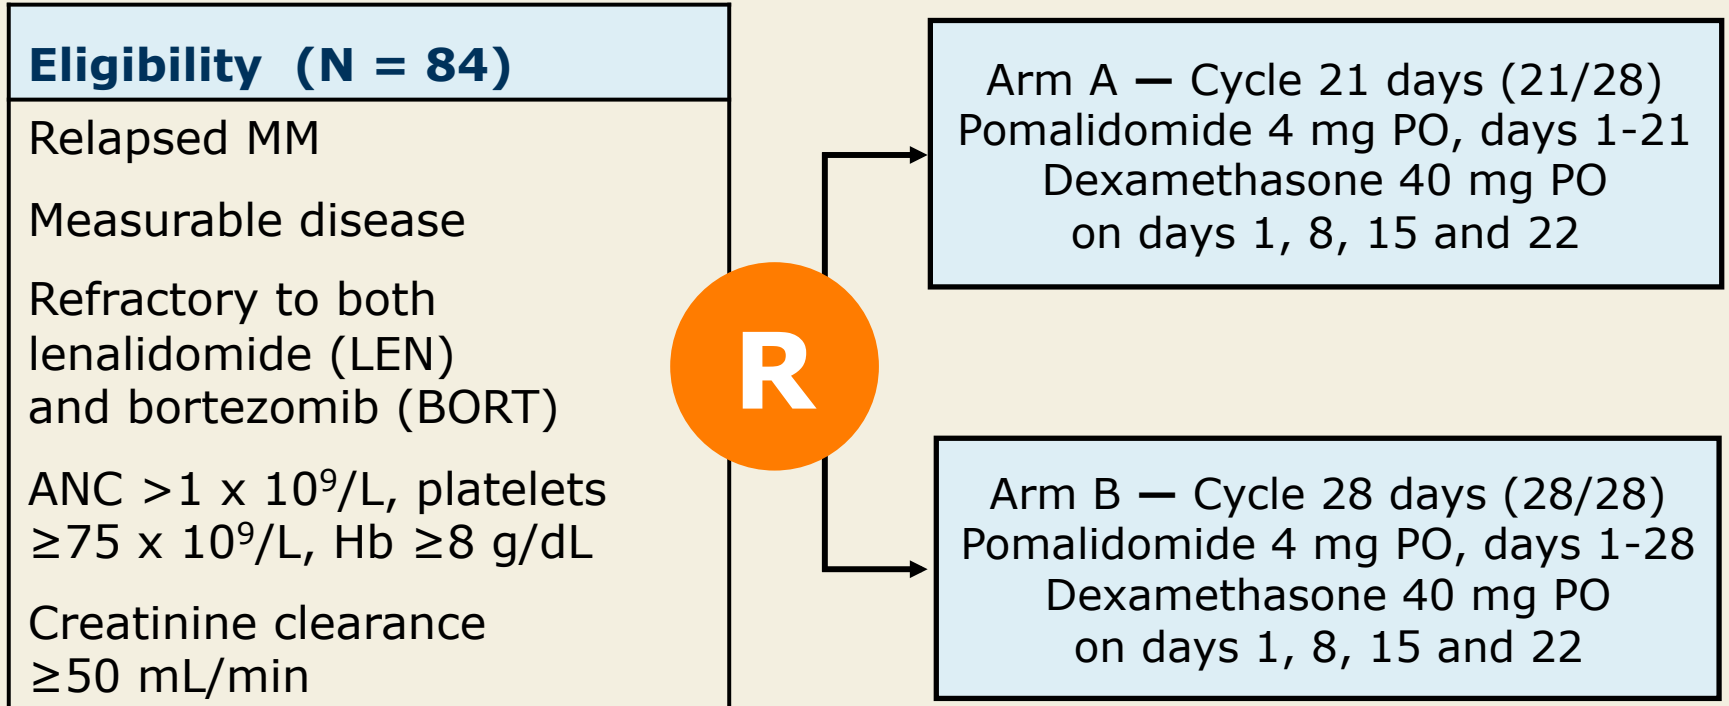 Eligibility (N = 84)
Relapsed MM
Measurable disease
Refractory to both
lenalidomide (LEN)
and bortezomib (BORT)
ANC >1 x 10⁹/L, platelets
≥75 x 10⁹/L, Hb ≥8 g/dL
Creatinine clearance
≥50 mL/min
R
Arm A — Cycle 21 days (21/28)
Pomalidomide 4 mg PO, days 1-21
Dexamethasone 40 mg PO
on days 1, 8, 15 and 22
Arm B — Cycle 28 days (28/28)
Pomalidomide 4 mg PO, days 1-28
Dexamethasone 40 mg PO
on days 1, 8, 15 and 22